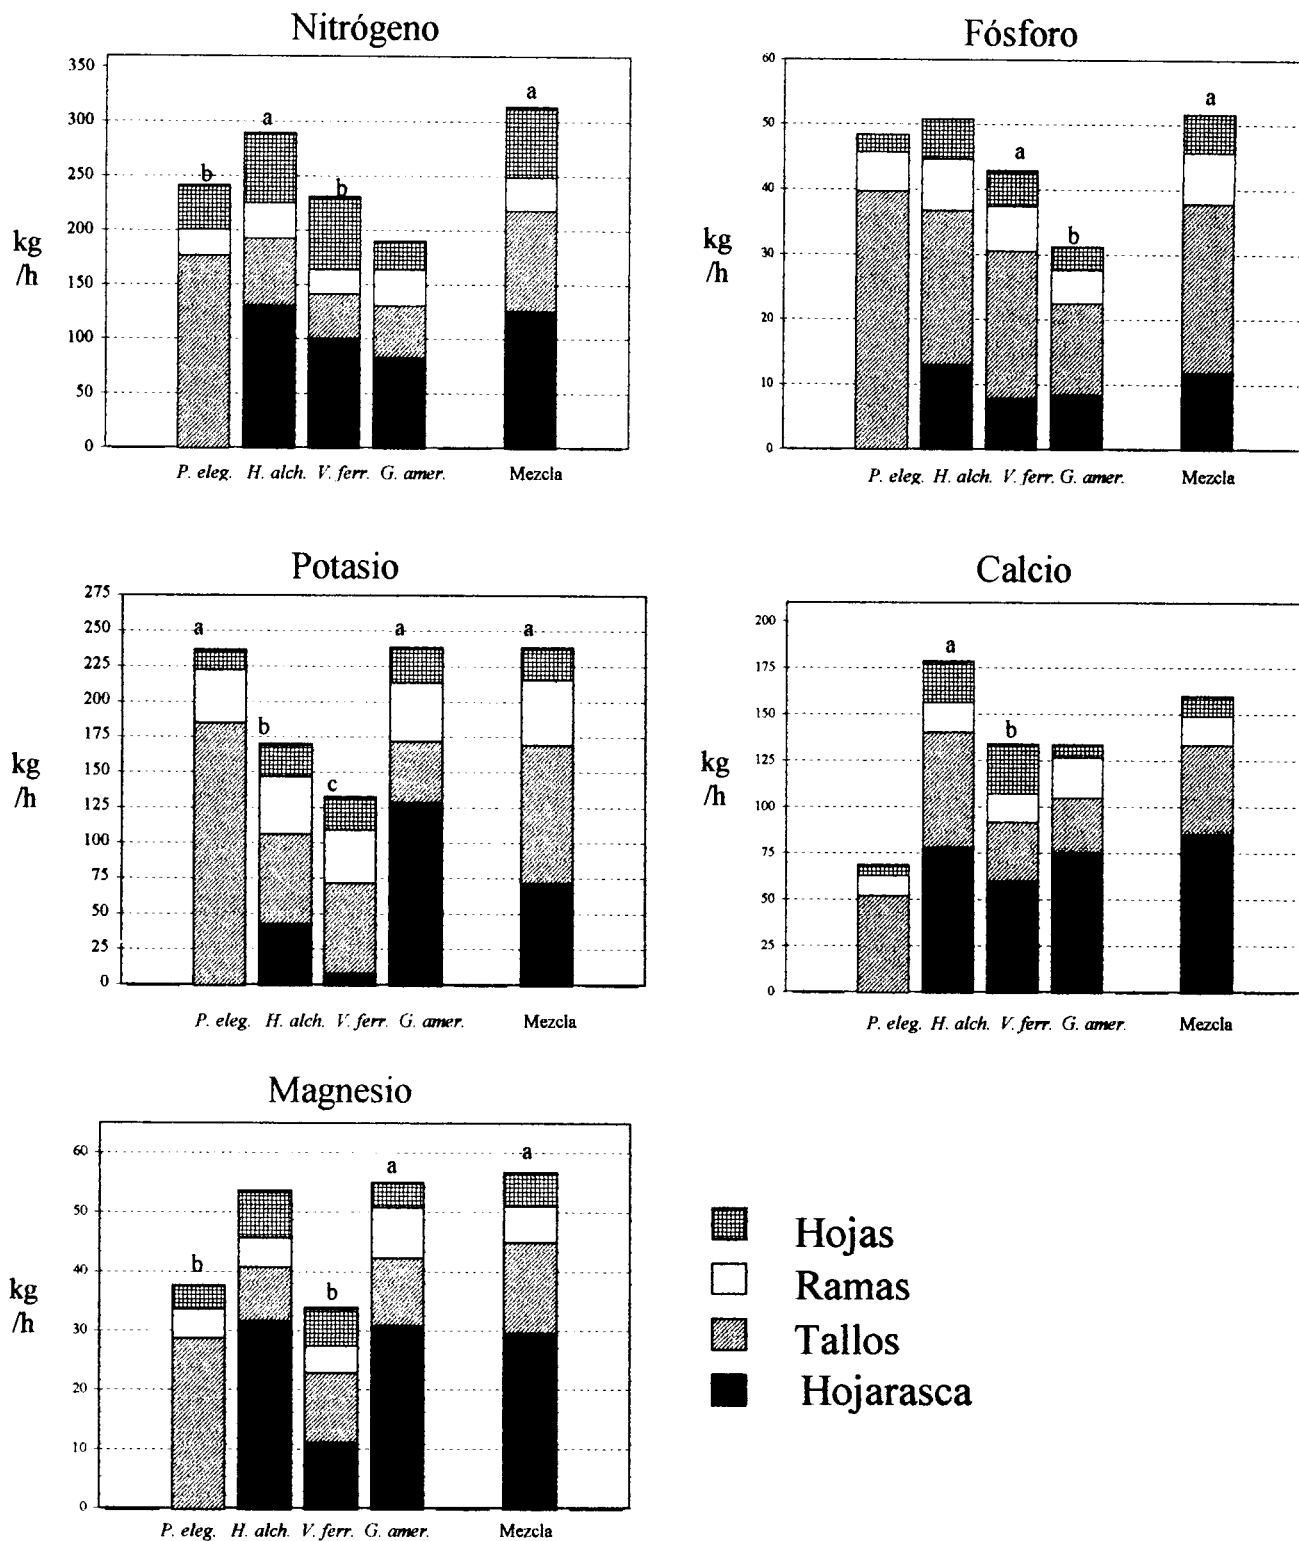 Nitrógeno
350
300
250
200
150
100
50
0
kg
/h
b
a
b
a
P. eleg. H. alch. V. ferr. G. amer. Mezcla
Fósforo
60
50
40
30
20
10
0
kg
/h
a
b
a
P. eleg. H. alch. V. ferr. G. amer. Mezcla
Potasio
275
250
225
200
175
150
125
100
75
50
25
0
kg
/h
a
b
c
a
a
P. eleg. H. alch. V. ferr. G. amer. Mezcla
Calcio
200
175
150
125
100
75
50
25
0
kg
/h
a
b
P. eleg. H. alch. V. ferr. G. amer. Mezcla
Magnesio
60
50
40
30
20
10
0
kg
/h
b
b
a
a
P. eleg. H. alch. V. ferr. G. amer. Mezcla
Hojas
Ramas
Tallos
Hojarasca